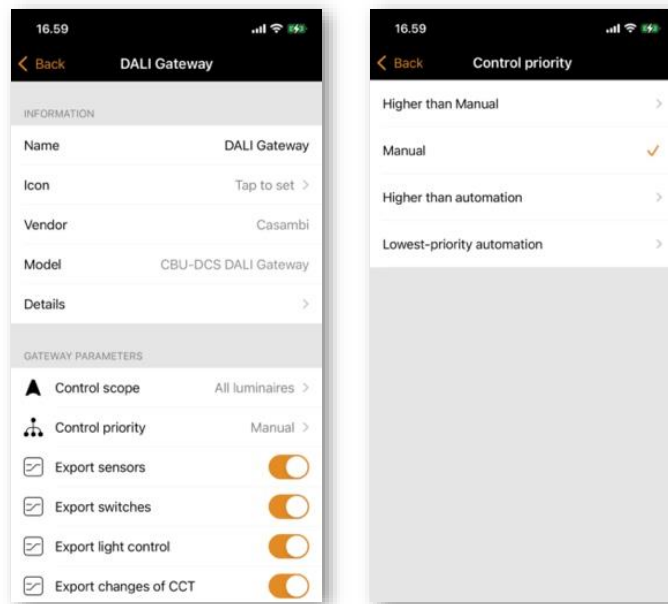 16.59
Back
DALI Gateway
INFORMATION
Name DALI Gateway
Icon Tap to set
Vendor Casambi
Model CBU-DCS DALI Gateway
Details
GATEWAY PARAMETERS
Control scope All luminaires
Control priority Manual
Export sensors
Export switches
Export light control
Export changes of CCT
16.59
Back
Control priority
Higher than Manual
Manual
Higher than automation
Lowest-priority automation